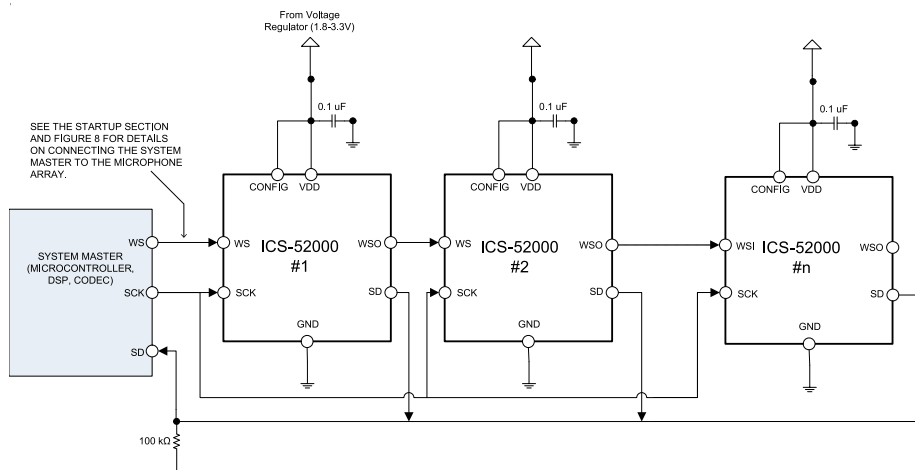 From Voltage
Regulator (1.8-3.3V)
0.1 uF
0.1 uF
0.1 uF
SEE THE STARTUP SECTION
AND FIGURE 8 FOR DETAILS
ON CONNECTING THE SYSTEM
MASTER TO THE MICROPHONE
ARRAY.
CONFIG
VDD
CONFIG
VDD
CONFIG
VDD
WS
SYSTEM MASTER
(MICROCONTROLLER,
DSP, CODEC)
SCK
SD
WS
ICS-52000
#1
WSO
SCK
SD
GND
WS
ICS-52000
#2
WSO
SCK
SD
GND
WSI
ICS-52000
#n
WSO
SCK
SD
GND
100 kΩ